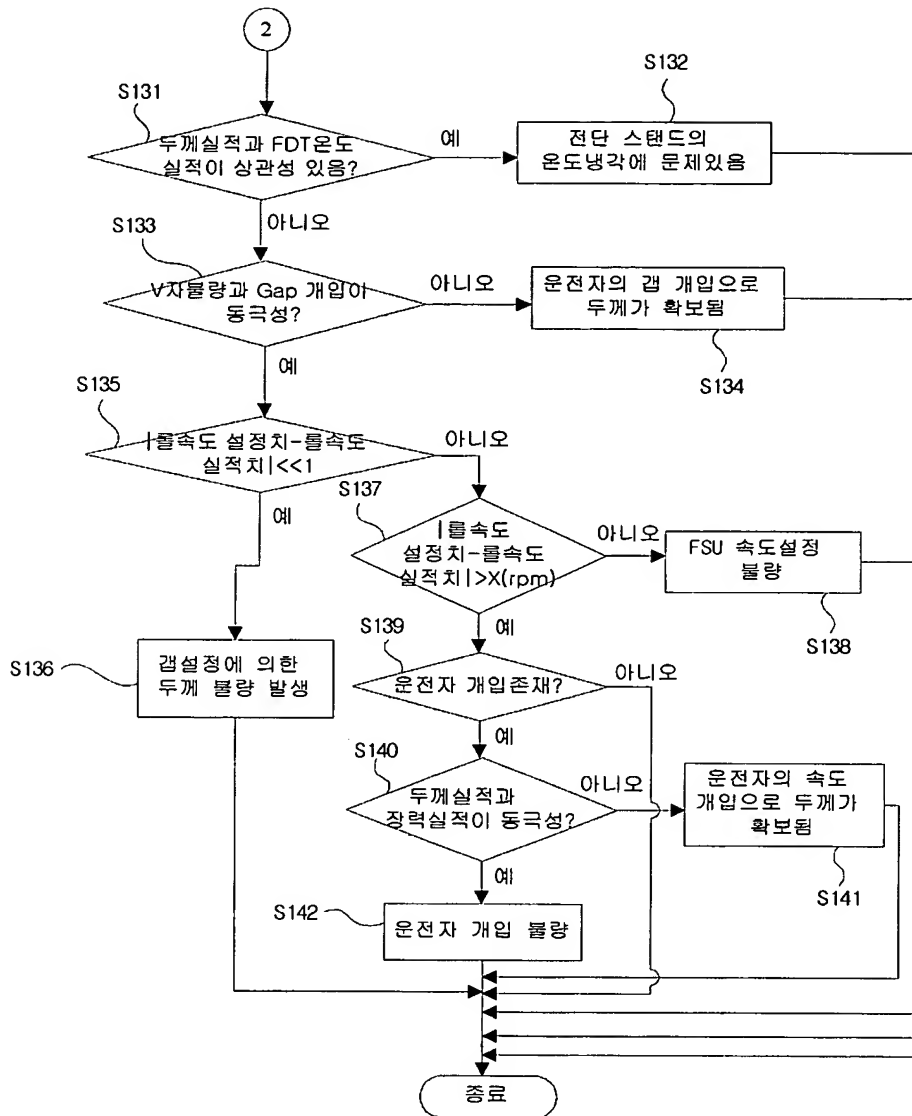 2
S131
두께실적과 FDT온도
실적이 상관성 있음?
예
S132
전단 스탠드의
온도냉각에 문제있음
아니오
S133
V자불량과 Gap 개입이
동극성?
아니오
운전자의 갭 개입으로
두께가 확보됨
S134
예
S135
|롤속도 설정치-롤속도
실적치|<<1
아니오
예
S137
|롤속도
설정치-롤속도
실적치|>X(rpm)
아니오
FSU 속도설정
불량
S138
예
S136
갭설정에 의한
두께 불량 발생
S139
운전자 개입존재?
아니오
예
S140
두께실적과
장력실적이 동극성?
아니오
운전자의 속도
개입으로 두께가
확보됨
S141
예
S142
운전자 개입 불량
종료